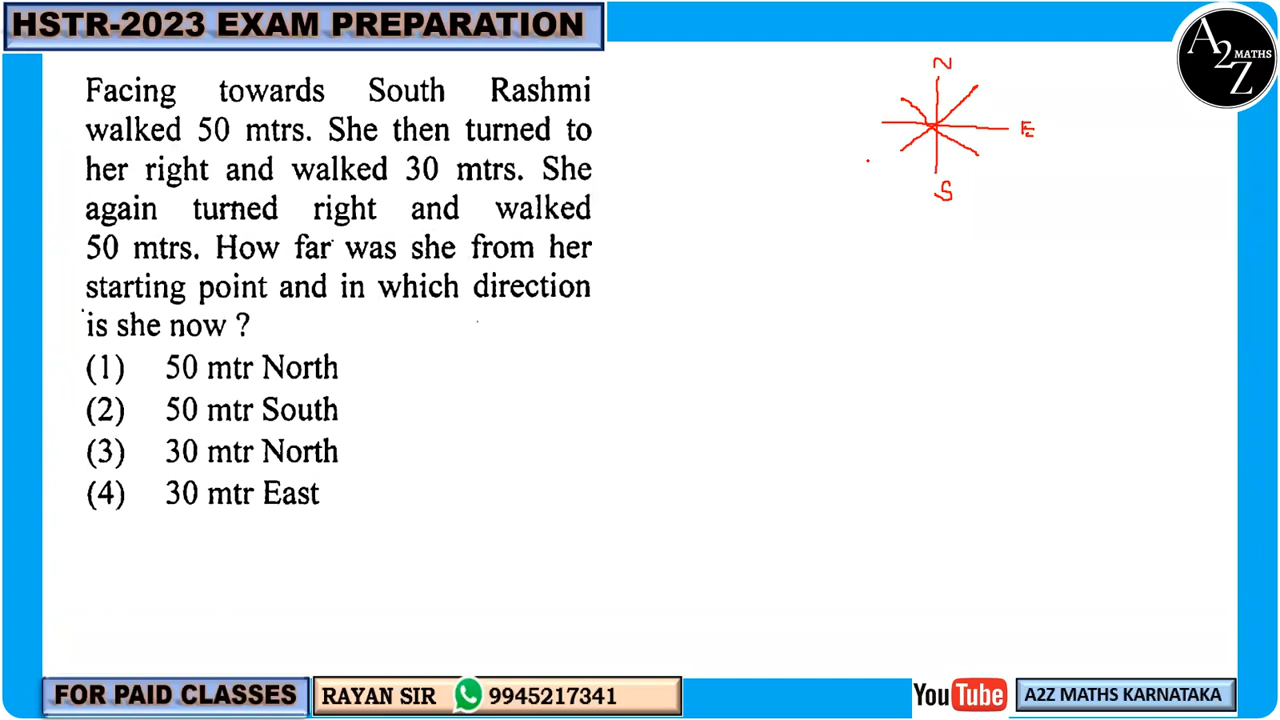 HSTR-2023 EXAM PREPARATION
A2Z MATHS
Facing towards South Rashmi
walked 50 mtrs. She then turned to
her right and walked 30 mtrs. She
again turned right and walked
50 mtrs. How far was she from her
starting point and in which direction
is she now ?
(1) 50 mtr North
(2) 50 mtr South
(3) 30 mtr North
(4) 30 mtr East
N
E
S
FOR PAID CLASSES
RAYAN SIR 9945217341
YouTube
A2Z MATHS KARNATAKA